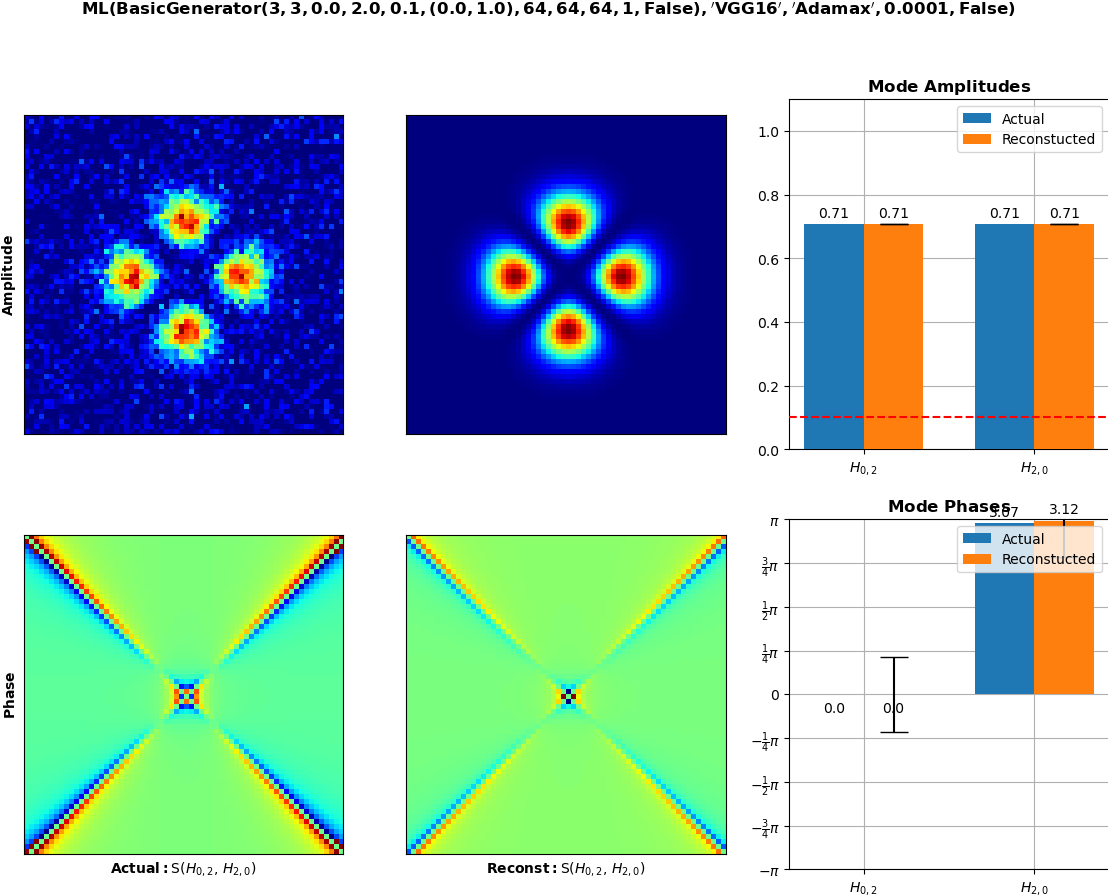 ML(BasicGenerator(3, 3, 0.0, 2.0, 0.1, (0.0, 1.0), 64, 64, 64, 1, False), ′VGG16′, ′Adamax′, 0.0001, False)
Mode Amplitudes
Actual
Reconstucted
1.0
0.8
0.6
0.4
0.2
0.0
0.71
0.71
0.71
0.71
H0, 2
H2, 0
Amplitude
Mode Phases
3.07
3.12
Actual
Reconstucted
π
3/4π
1/2π
1/4π
0
−1/4π
−1/2π
−3/4π
−π
0.0
0.0
H0, 2
H2, 0
Phase
Actual: S(H0, 2, H2, 0)
Reconst: S(H0, 2, H2, 0)